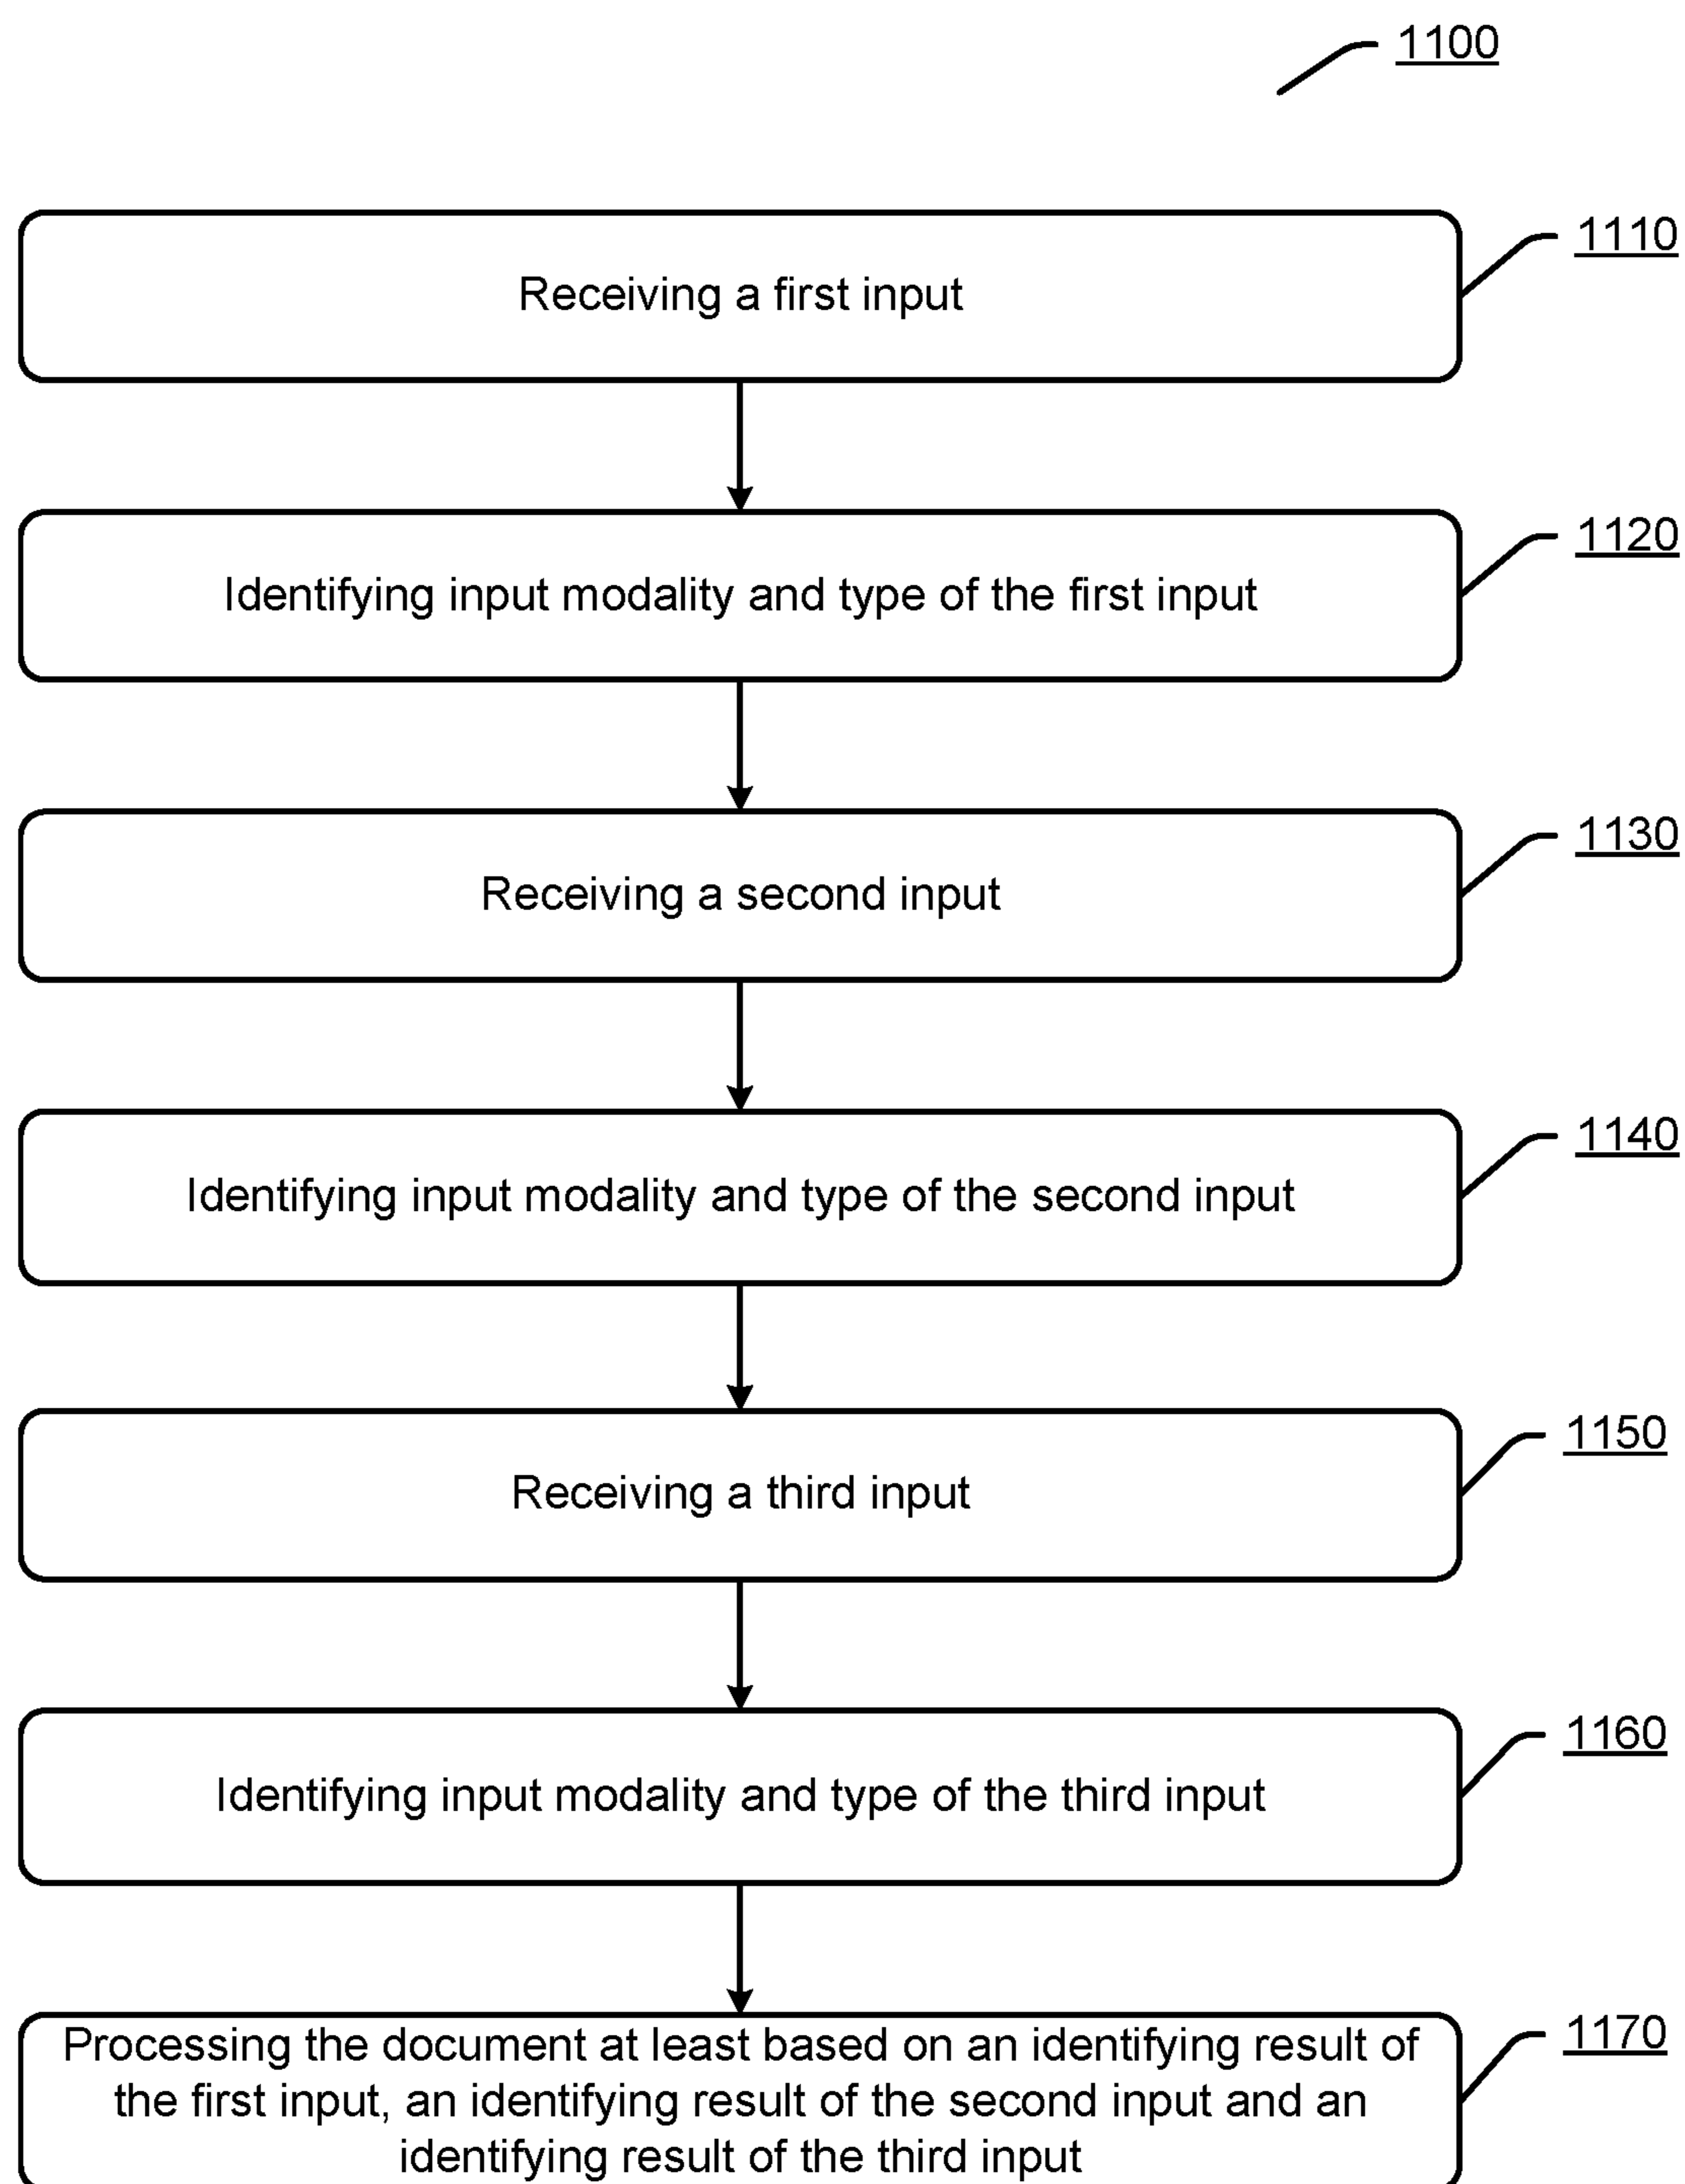 1100
Receiving a first input
1110
Identifying input modality and type of the first input
1120
Receiving a second input
1130
Identifying input modality and type of the second input
1140
Receiving a third input
1150
Identifying input modality and type of the third input
1160
Processing the document at least based on an identifying result of
the first input, an identifying result of the second input and an
identifying result of the third input
1170